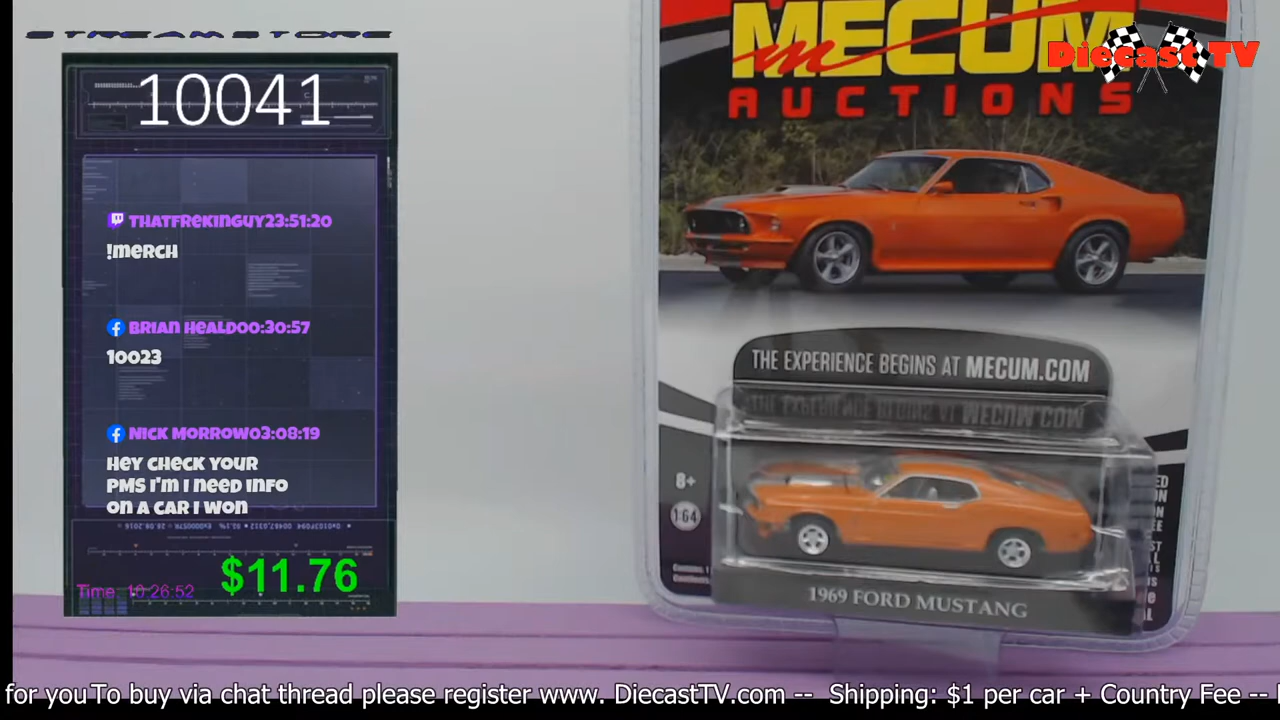 STREAM STORE
10041
THATFREKINGUY23:51:20
!MERCH
BRIAN HEALD00:30:57
10023
NICK MORROW03:08:19
HEY CHECK YOUR
PMS I'M I NEED INFO
ON A CAR I WON
Time: 10:26:52
$11.76
MECUM
AUCTIONS
Diecast TV
THE EXPERIENCE BEGINS AT MECUM.COM
8+
1:64
1969 FORD MUSTANG
for you To buy via chat thread please register www. DiecastTV.com -- Shipping: $1 per car + Country Fee --